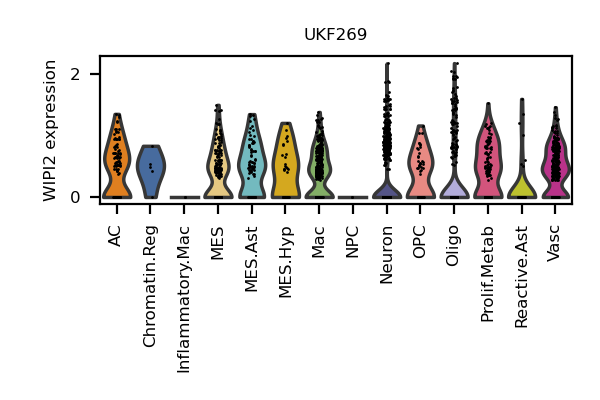 UKF269
WIPI2 expression
2
0
AC
Chromatin.Reg
Inflammatory.Mac
MES
MES.Ast
MES.Hyp
Mac
NPC
Neuron
OPC
Oligo
Prolif.Metab
Reactive.Ast
Vasc